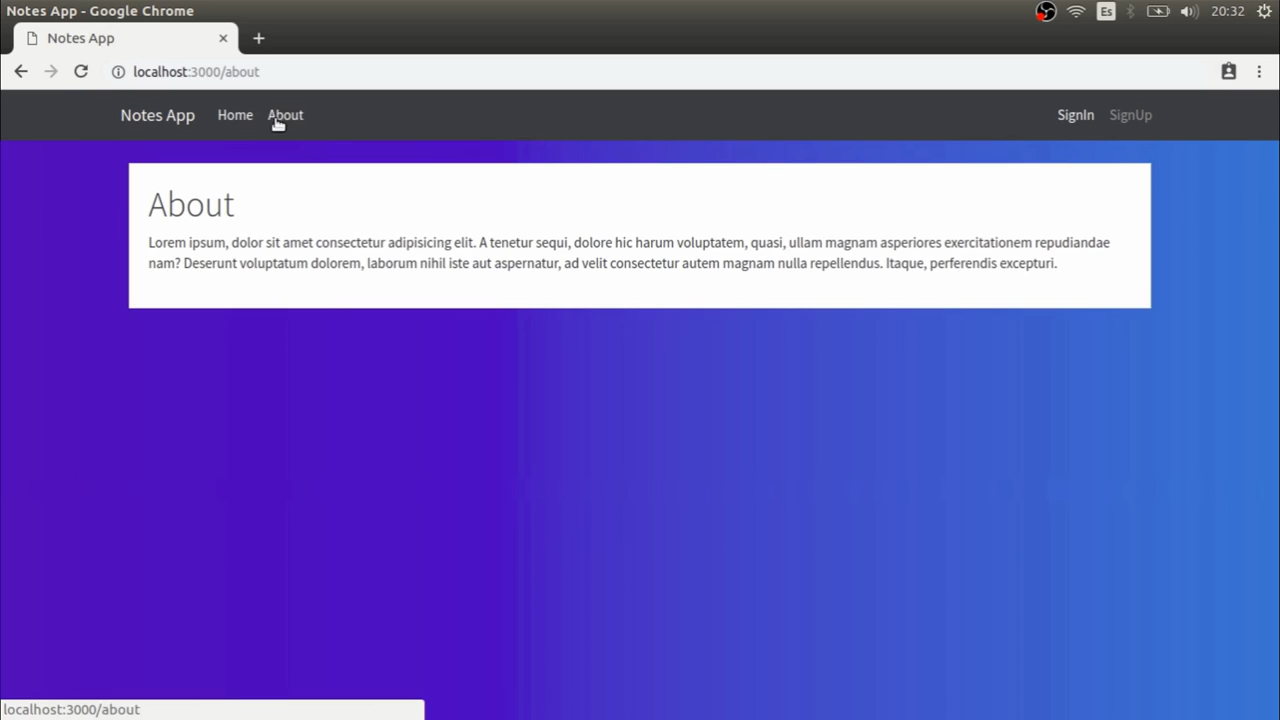 Notes App - Google Chrome
Es
20:32
Notes App
localhost:3000/about
Notes App
Home
About
SignIn
SignUp
About
Lorem ipsum, dolor sit amet consectetur adipisicing elit. A tenetur sequi, dolore hic harum voluptatem, quasi, ullam magnam asperiores exercitationem repudiandae
nam? Deserunt voluptatum dolorem, laborum nihil iste aut aspernatur, ad velit consectetur autem magnam nulla repellendus. Itaque, perferendis excepturi.
localhost:3000/about